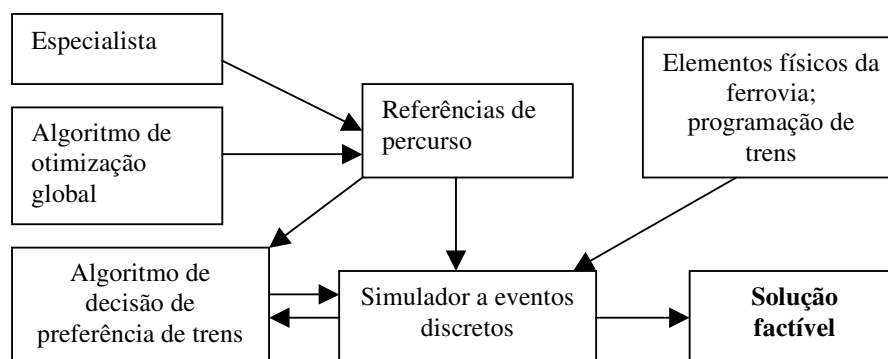 Especialista
Algoritmo de
otimização
global
Referências de
percurso
Elementos físicos da
ferrovia;
programação de
trens
Algoritmo de
decisão de
preferência de trens
Simulador a eventos
discretos
Solução
factível